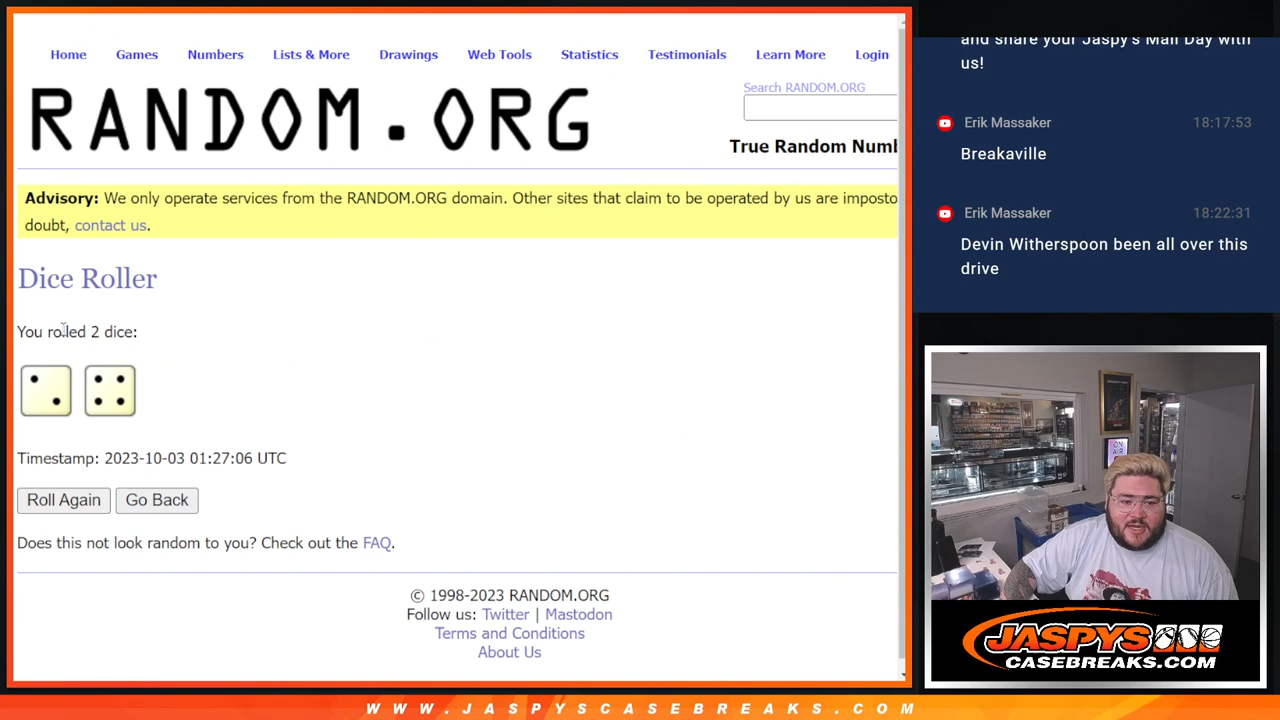 Home Games Numbers Lists & More Drawings Web Tools Statistics Testimonials Learn More Login
RANDOM.ORG
Search RANDOM.ORG
True Random Numb
Advisory: We only operate services from the RANDOM.ORG domain. Other sites that claim to be operated by us are imposto
doubt, contact us.
Dice Roller
You rolled 2 dice:
Timestamp: 2023-10-03 01:27:06 UTC
Roll Again Go Back
Does this not look random to you? Check out the FAQ.
© 1998-2023 RANDOM.ORG
Follow us: Twitter | Mastodon
Terms and Conditions
About Us
and share your Jaspy's Mail Day with
us!
Erik Massaker 18:17:53
Breakaville
Erik Massaker 18:22:31
Devin Witherspoon been all over this
drive
ON
AIR
JASPYS
CASEBREAKS.COM
WWW.JASPYSCASEBREAKS.COM